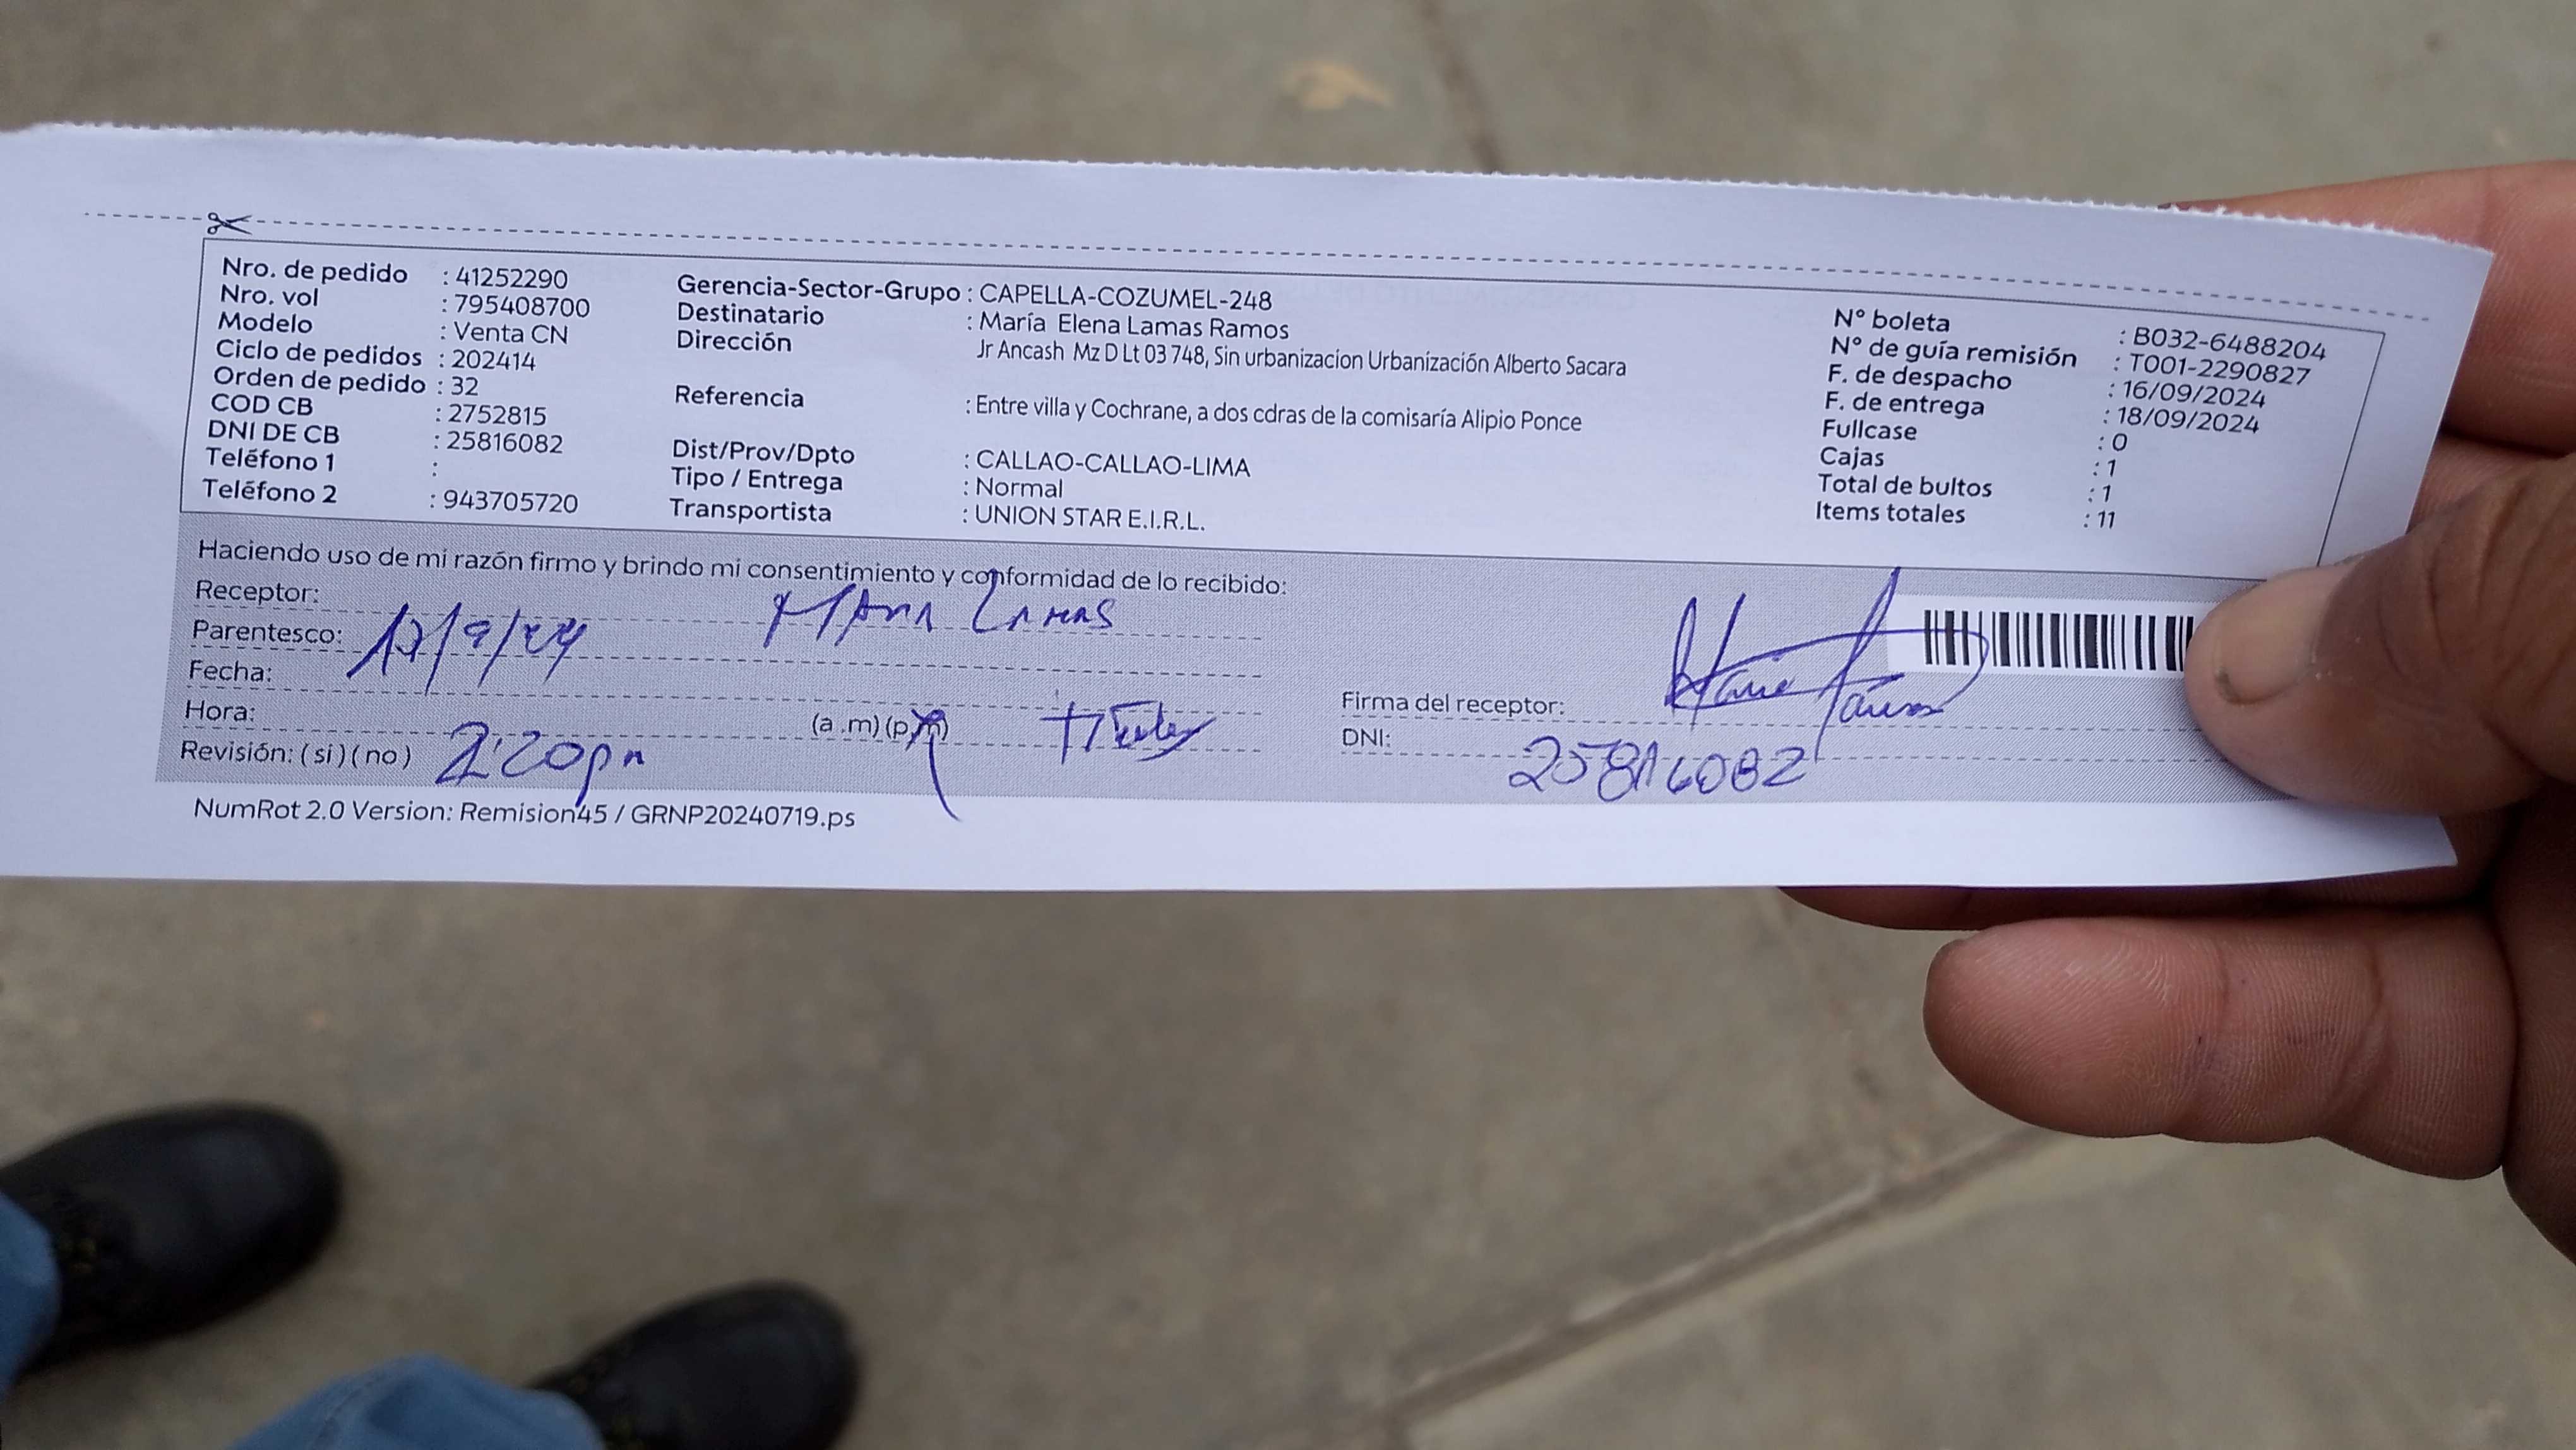 Nro. de pedido : 41252290
Nro. vol : 795408700
Modelo : Venta CN
Ciclo de pedidos : 202414
Orden de pedido : 32
COD CB : 2752815
DNI DE CB : 25816082
Teléfono 1 :
Teléfono 2 : 943705720
Gerencia-Sector-Grupo : CAPELLA-COZUMEL-248
Destinatario : María Elena Lamas Ramos
Dirección Jr Ancash Mz D Lt 03 748, Sin urbanizacion Urbanización Alberto Sacara
Referencia : Entre villa y Cochrane, a dos cdras de la comisaría Alipio Ponce
Dist/Prov/Dpto : CALLAO-CALLAO-LIMA
Tipo / Entrega : Normal
Transportista : UNION STAR E.I.R.L.
N° boleta : B032-6488204
N° de guía remisión : T001-2290827
F. de despacho : 16/09/2024
F. de entrega : 18/09/2024
Fullcase : 0
Cajas : 1
Total de bultos : 1
Items totales : 11
Haciendo uso de mi razón firmo y brindo mi consentimiento y conformidad de lo recibido:
Receptor: Lamas
Parentesco:
Fecha:
Hora: (a .m) (p.m)
Revisión: ( si ) ( no ) 2:20pm
Firma del receptor:
DNI: 25816082
NumRot 2.0 Version: Remision45 / GRNP20240719.ps